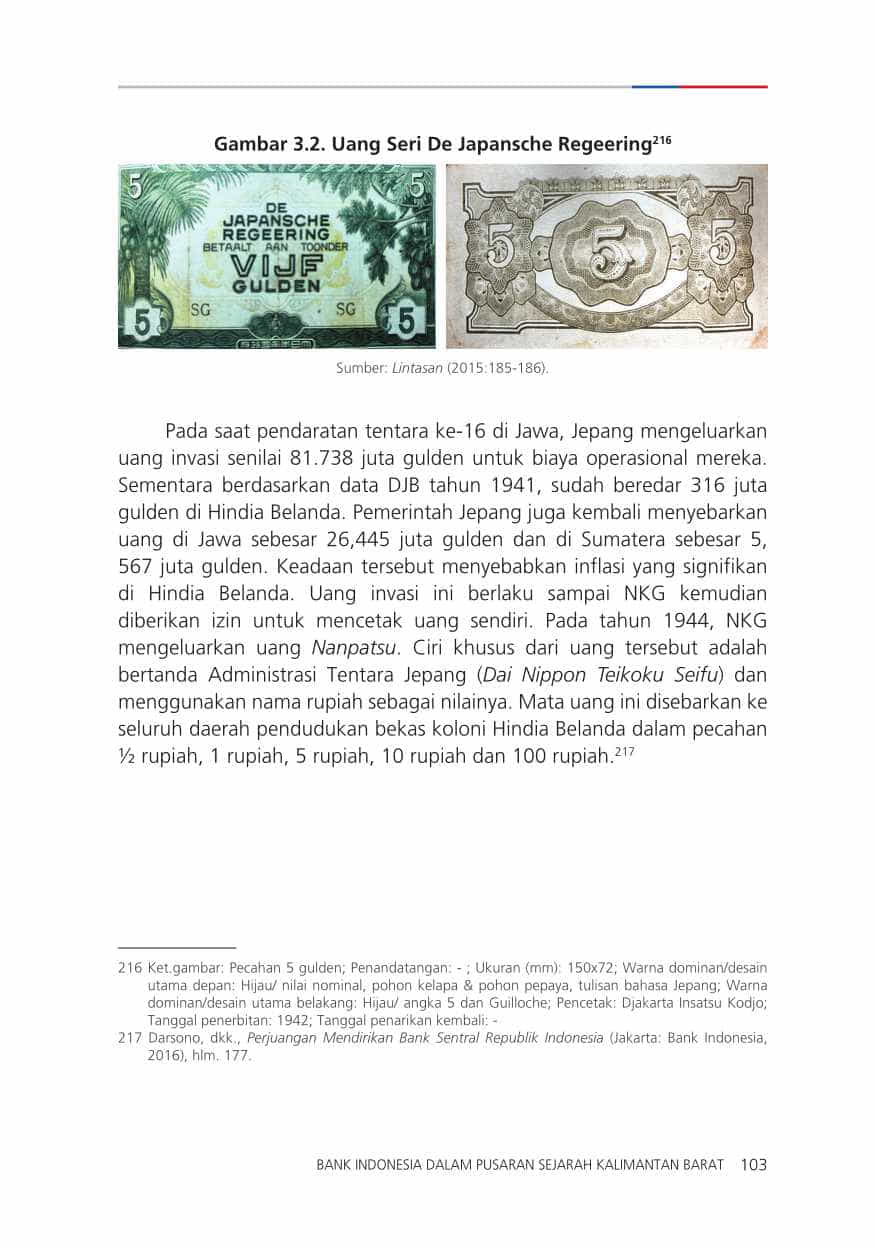 Gambar 3.2. Uang Seri De Japansche Regeering²¹⁶
5
5
DE
JAPANSCHE
REGEERING
BETAALT AAN TOONDER
VIJF
GULDEN
SG
SG
5
5
5
5
5
Sumber: Lintasan (2015:185-186).
Pada saat pendaratan tentara ke-16 di Jawa, Jepang mengeluarkan
uang invasi senilai 81.738 juta gulden untuk biaya operasional mereka.
Sementara berdasarkan data DJB tahun 1941, sudah beredar 316 juta
gulden di Hindia Belanda. Pemerintah Jepang juga kembali menyebarkan
uang di Jawa sebesar 26,445 juta gulden dan di Sumatera sebesar 5,
567 juta gulden. Keadaan tersebut menyebabkan inflasi yang signifikan
di Hindia Belanda. Uang invasi ini berlaku sampai NKG kemudian
diberikan izin untuk mencetak uang sendiri. Pada tahun 1944, NKG
mengeluarkan uang Nanpatsu. Ciri khusus dari uang tersebut adalah
bertanda Administrasi Tentara Jepang (Dai Nippon Teikoku Seifu) dan
menggunakan nama rupiah sebagai nilainya. Mata uang ini disebarkan ke
seluruh daerah pendudukan bekas koloni Hindia Belanda dalam pecahan
½ rupiah, 1 rupiah, 5 rupiah, 10 rupiah dan 100 rupiah.²¹⁷
216 Ket.gambar: Pecahan 5 gulden; Penandatangan: - ; Ukuran (mm): 150x72; Warna dominan/desain
utama depan: Hijau/ nilai nominal, pohon kelapa & pohon pepaya, tulisan bahasa Jepang; Warna
dominan/desain utama belakang: Hijau/ angka 5 dan Guilloche; Pencetak: Djakarta Insatsu Kodjo;
Tanggal penerbitan: 1942; Tanggal penarikan kembali: -
217 Darsono, dkk., Perjuangan Mendirikan Bank Sentral Republik Indonesia (Jakarta: Bank Indonesia,
2016), hlm. 177.
BANK INDONESIA DALAM PUSARAN SEJARAH KALIMANTAN BARAT 103